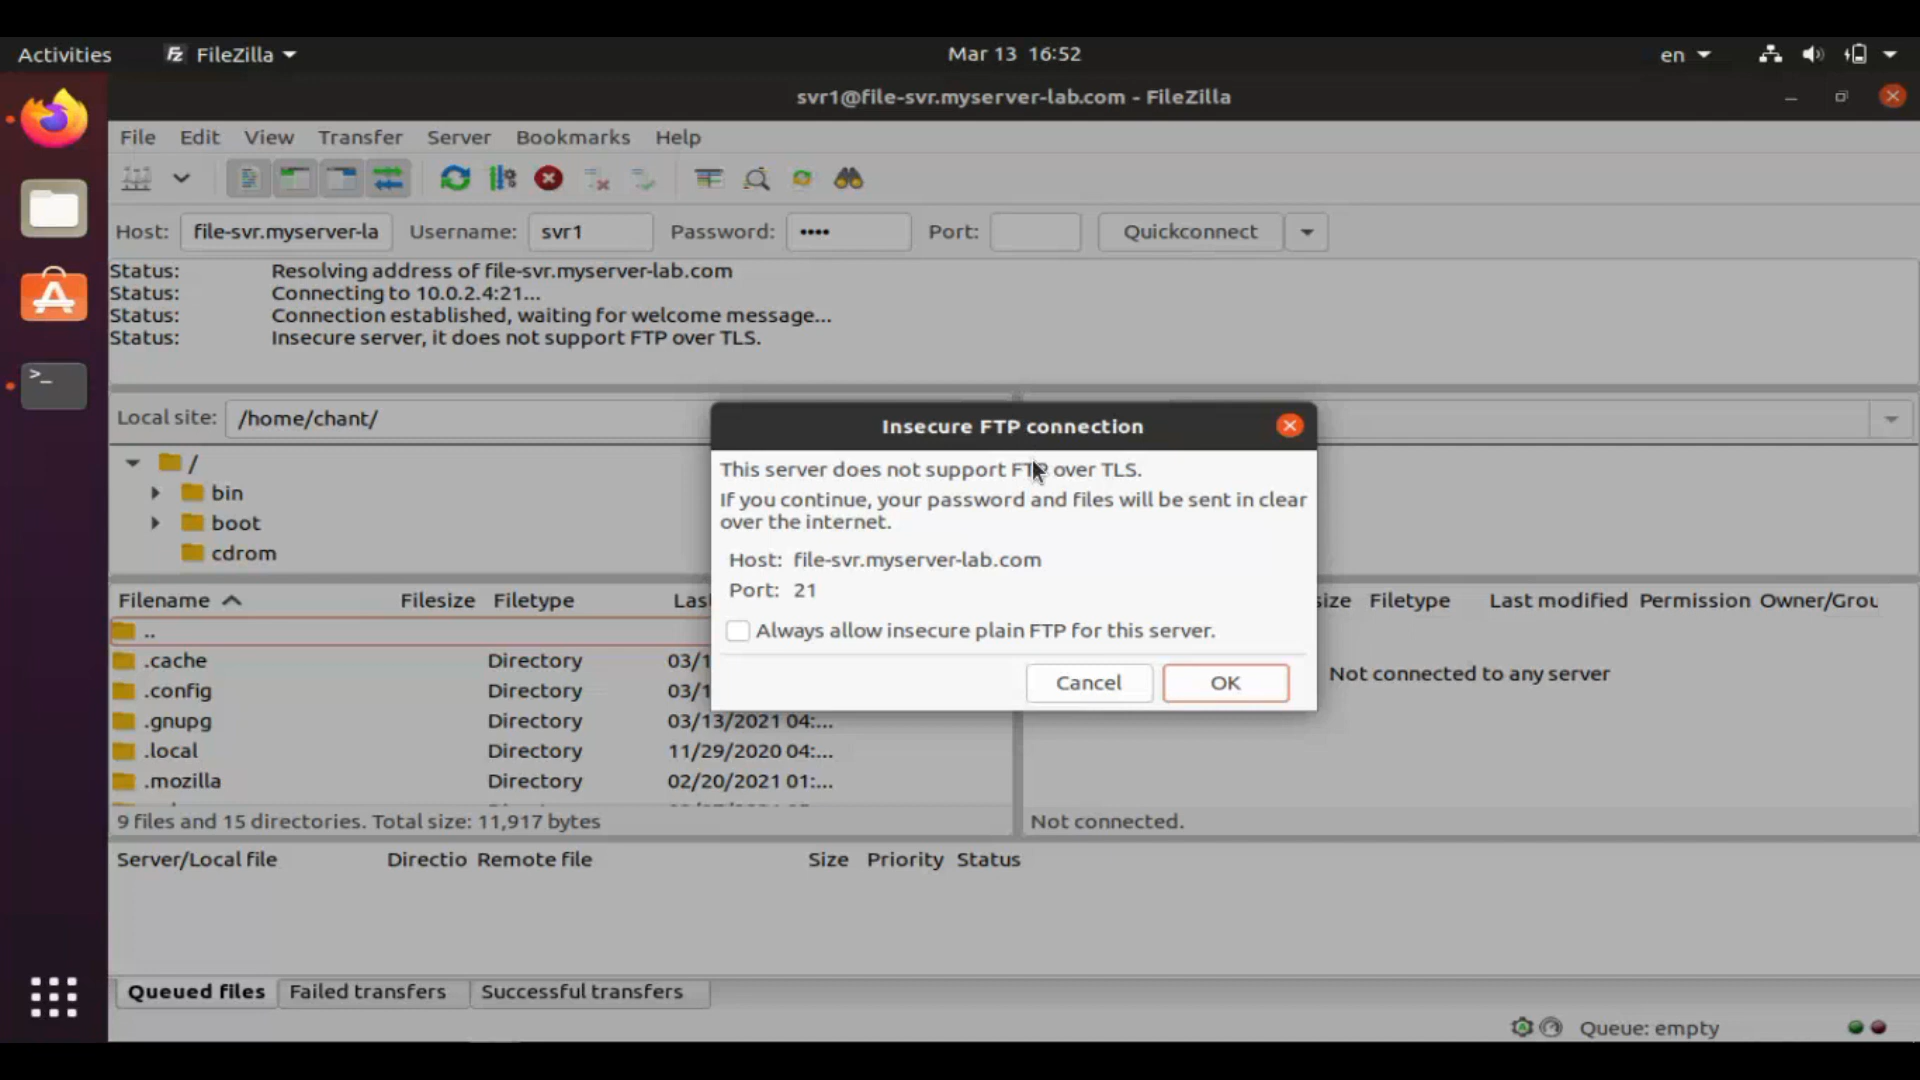 Activities FileZilla Mar 13 16:52 en
svr1@file-svr.myserver-lab.com - FileZilla
File Edit View Transfer Server Bookmarks Help
Host: file-svr.myserver-la Username: svr1 Password: •••• Port: Quickconnect
Status: Resolving address of file-svr.myserver-lab.com
Status: Connecting to 10.0.2.4:21...
Status: Connection established, waiting for welcome message...
Status: Insecure server, it does not support FTP over TLS.
Local site: /home/chant/
/
bin
boot
cdrom
Insecure FTP connection
This server does not support FTP over TLS.
If you continue, your password and files will be sent in clear
over the internet.
Host: file-svr.myserver-lab.com
Port: 21
Always allow insecure plain FTP for this server.
Cancel OK
Filename Filesize Filetype Las
..
.cache Directory 03/1
.config Directory 03/1
.gnupg Directory 03/13/2021 04:...
.local Directory 11/29/2020 04:...
.mozilla Directory 02/20/2021 01:...
9 files and 15 directories. Total size: 11,917 bytes
size Filetype Last modified Permission Owner/Grou
Not connected to any server
Not connected.
Server/Local file Directio Remote file Size Priority Status
Queued files Failed transfers Successful transfers
Queue: empty